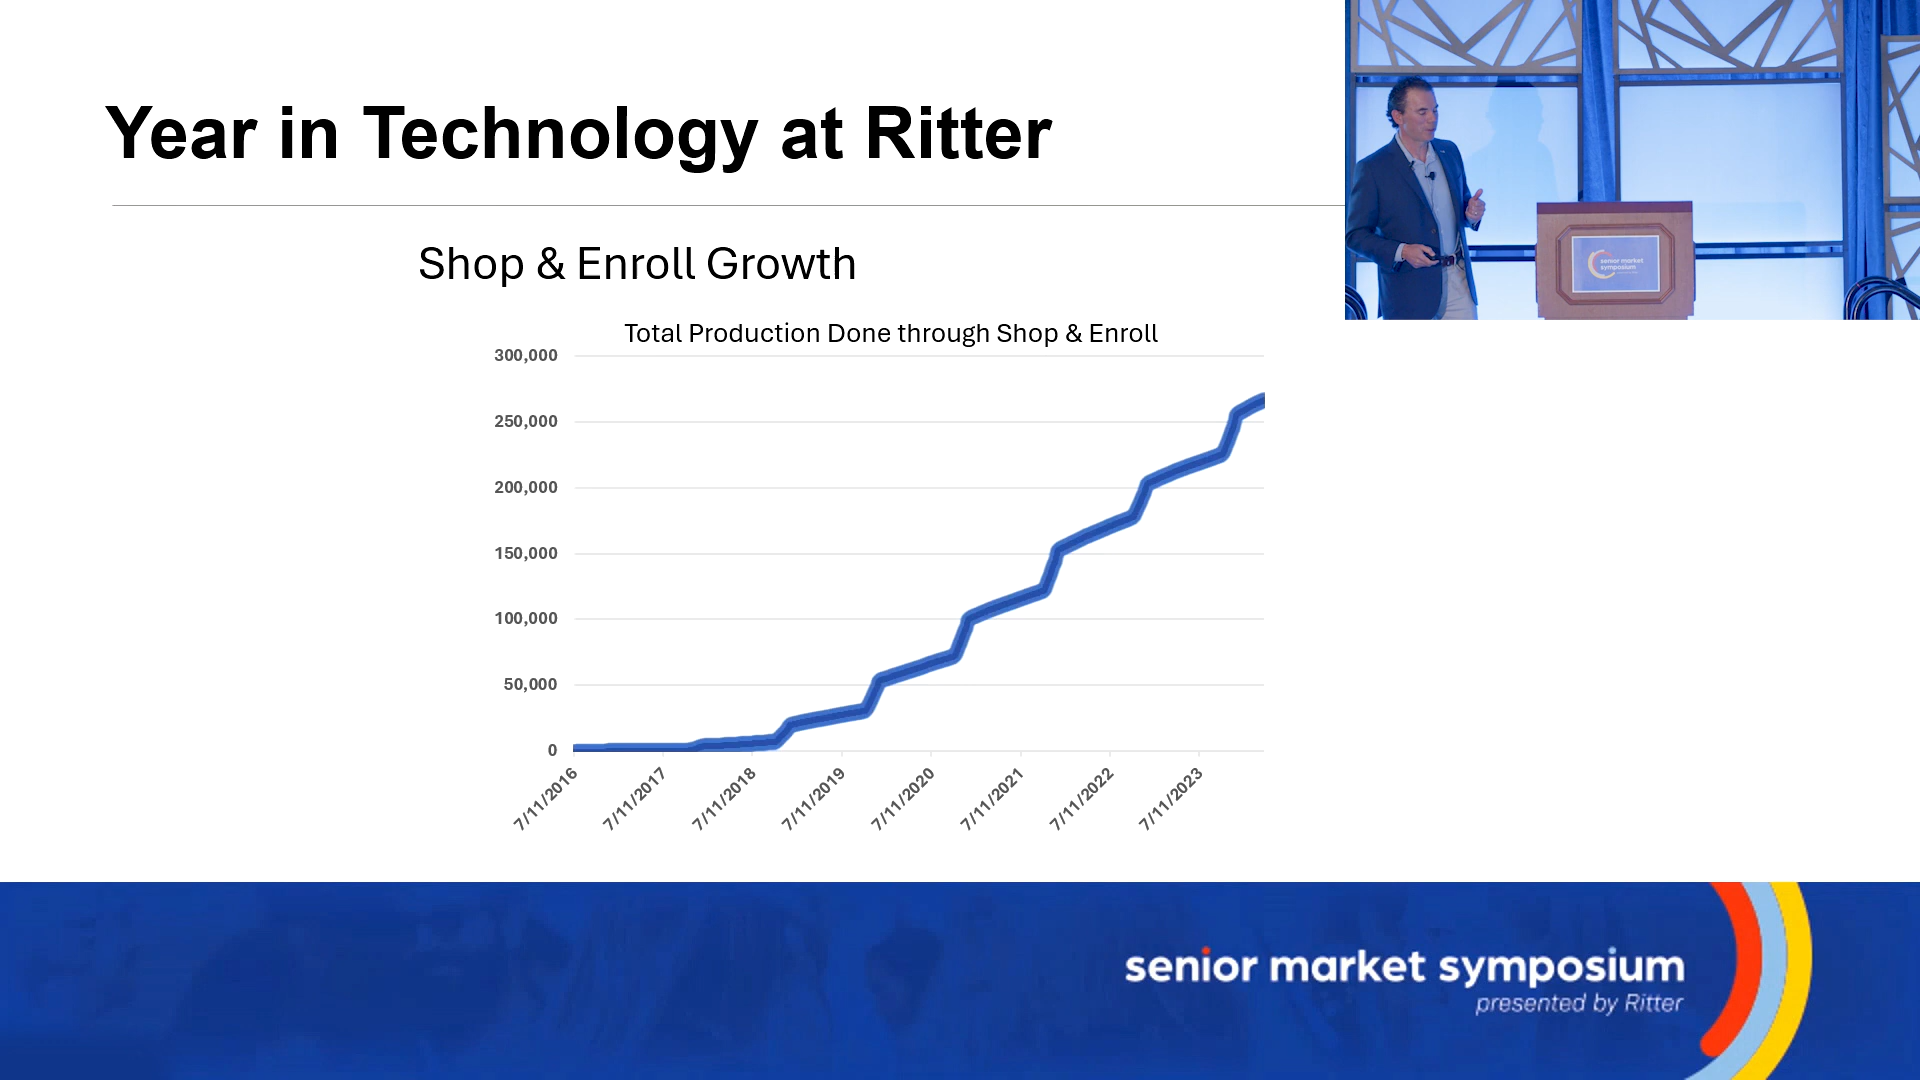 Year in Technology at Ritter
senior market
symposium
Shop & Enroll Growth
Total Production Done through Shop & Enroll
300,000
250,000
200,000
150,000
100,000
50,000
0
7/11/2016
7/11/2017
7/11/2018
7/11/2019
7/11/2020
7/11/2021
7/11/2022
7/11/2023
senior market symposium
presented by Ritter